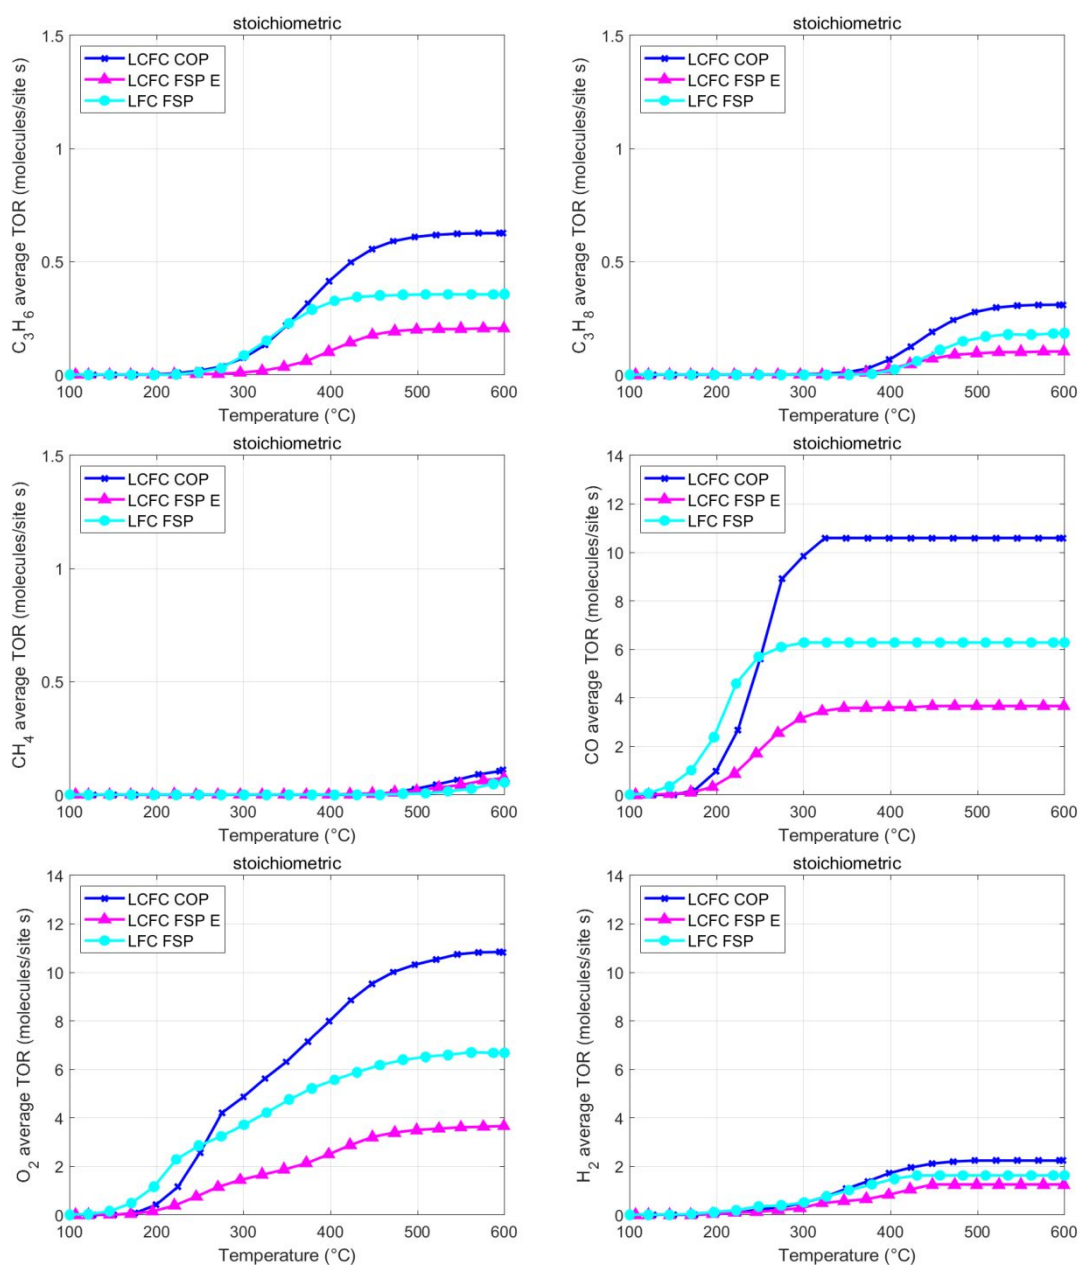 stoichiometric
C3H6 average TOR (molecules/site s)
1.5
1
0.5
0
LCFC COP
LCFC FSP E
LFC FSP
100 200 300 400 500 600
Temperature (°C)
stoichiometric
C3H8 average TOR (molecules/site s)
1.5
1
0.5
0
LCFC COP
LCFC FSP E
LFC FSP
100 200 300 400 500 600
Temperature (°C)
stoichiometric
CH4 average TOR (molecules/site s)
1.5
1
0.5
0
LCFC COP
LCFC FSP E
LFC FSP
100 200 300 400 500 600
Temperature (°C)
stoichiometric
CO average TOR (molecules/site s)
14
12
10
8
6
4
2
0
LCFC COP
LCFC FSP E
LFC FSP
100 200 300 400 500 600
Temperature (°C)
stoichiometric
O2 average TOR (molecules/site s)
14
12
10
8
6
4
2
0
LCFC COP
LCFC FSP E
LFC FSP
100 200 300 400 500 600
Temperature (°C)
stoichiometric
H2 average TOR (molecules/site s)
14
12
10
8
6
4
2
0
LCFC COP
LCFC FSP E
LFC FSP
100 200 300 400 500 600
Temperature (°C)